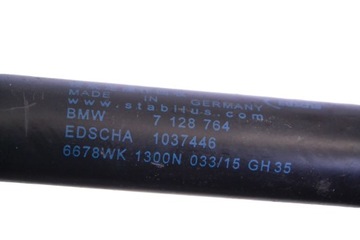 MADE IN GERMANY
www.stabilus.com
BMW 7 128 764
EDSCHA 1037446
6678WK 1300N 033/15 GH35